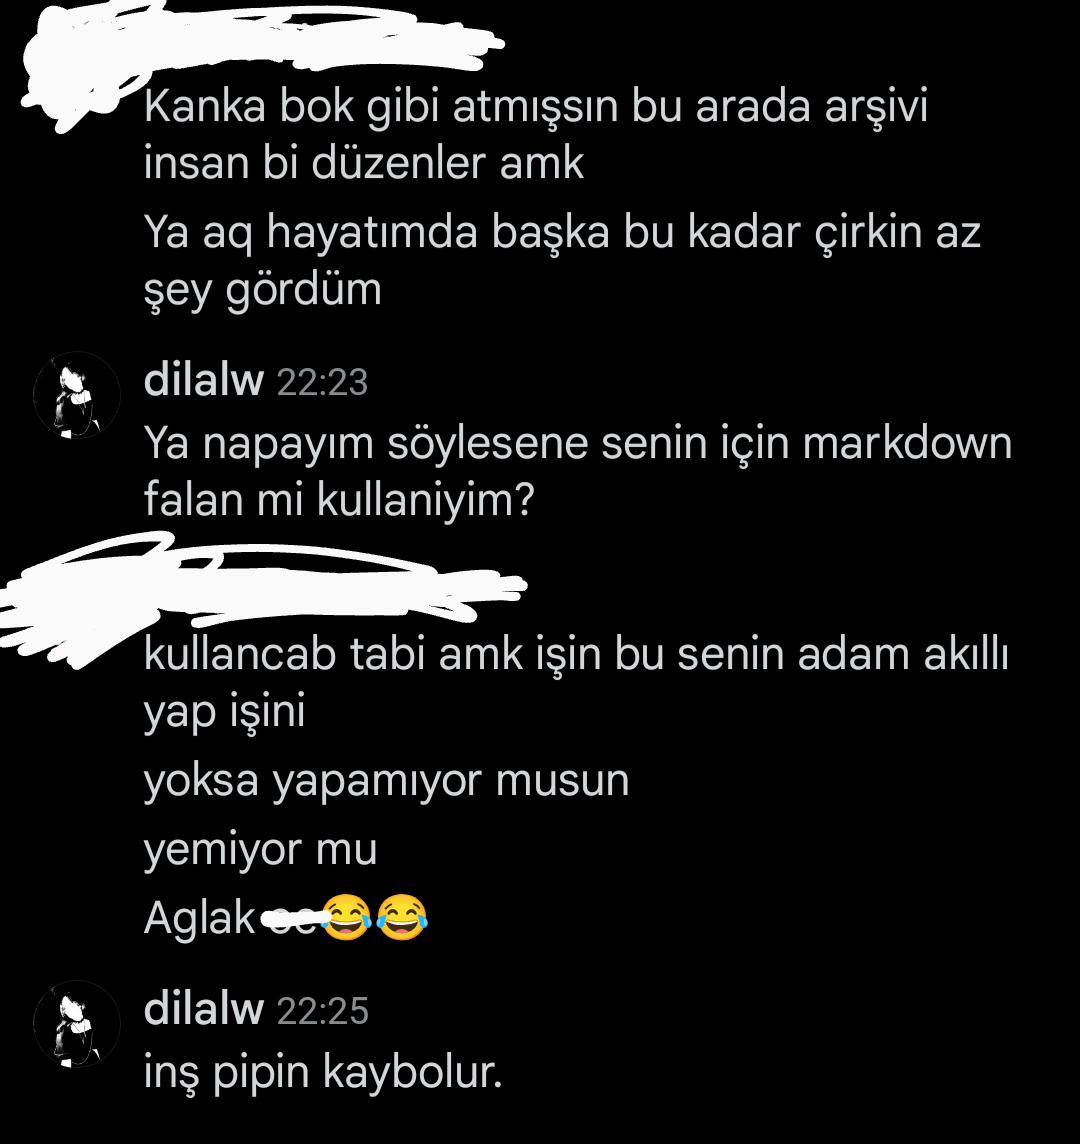 Kanka bok gibi atmışsın bu arada arşivi
insan bi düzenler amk
Ya aq hayatımda başka bu kadar çirkin az
şey gördüm
dilalw 22:23
Ya napayım söylesene senin için markdown
falan mi kullaniyim?
kullancab tabi amk işin bu senin adam akıllı
yap işini
yoksa yapamıyor musun
yemiyor mu
Aglak 😂😂
dilalw 22:25
inş pipin kaybolur.